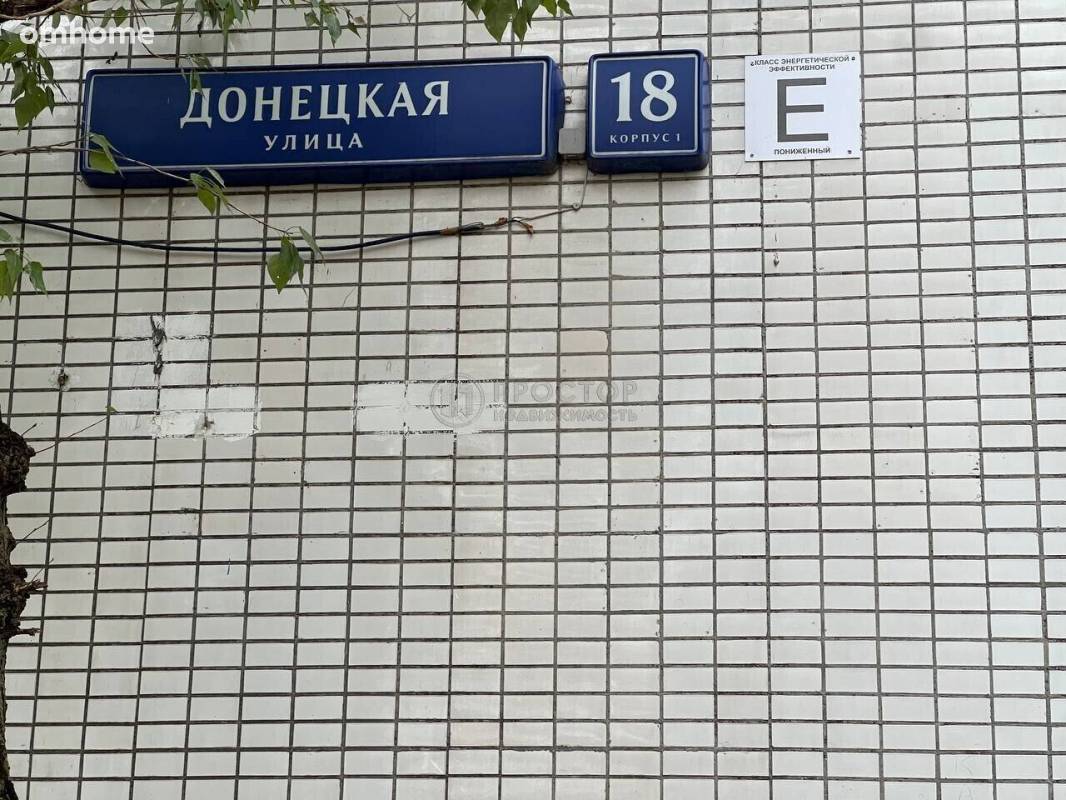 omhome
ДОНЕЦКАЯ
УЛИЦА
18
КОРПУС 1
КЛАСС ЭНЕРГЕТИЧЕСКОЙ
ЭФФЕКТИВНОСТИ
E
ПОНИЖЕННЫЙ
ПРОСТОР
НЕДВИЖИМОСТЬ